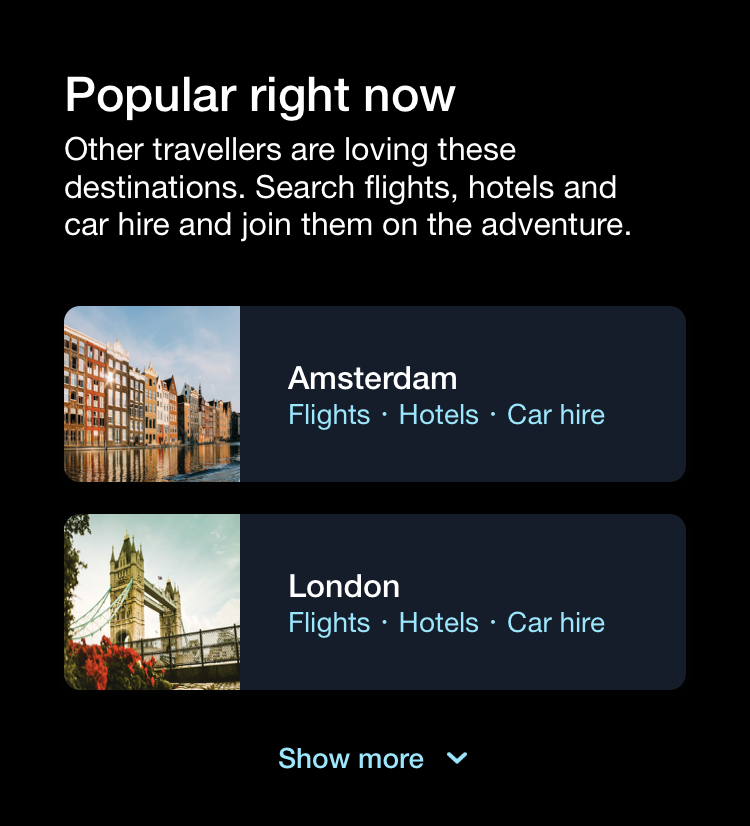 Popular right now
Other travellers are loving these
destinations. Search flights, hotels and
car hire and join them on the adventure.
Amsterdam
Flights · Hotels · Car hire
London
Flights · Hotels · Car hire
Show more